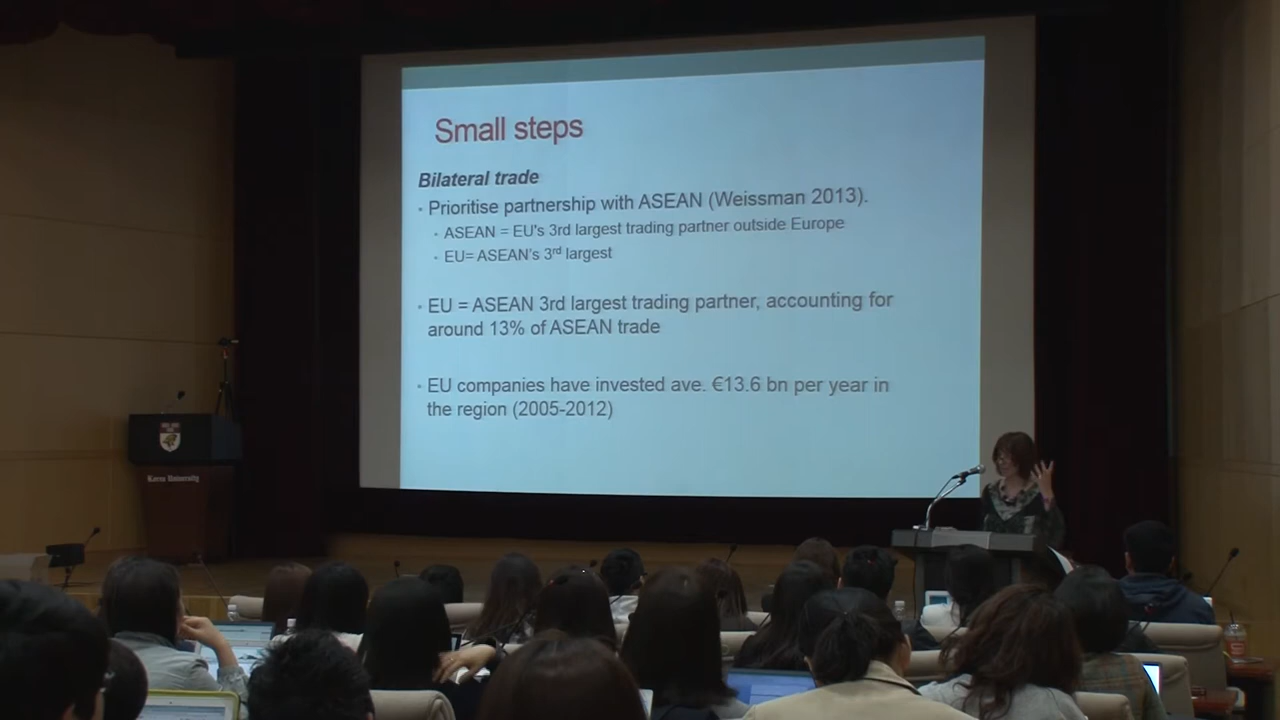 Small steps
Bilateral trade
• Prioritise partnership with ASEAN (Weissman 2013).
• ASEAN = EU's 3rd largest trading partner outside Europe
• EU= ASEAN's 3rd largest
• EU = ASEAN 3rd largest trading partner, accounting for
around 13% of ASEAN trade
• EU companies have invested ave. €13.6 bn per year in
the region (2005-2012)
Korea University